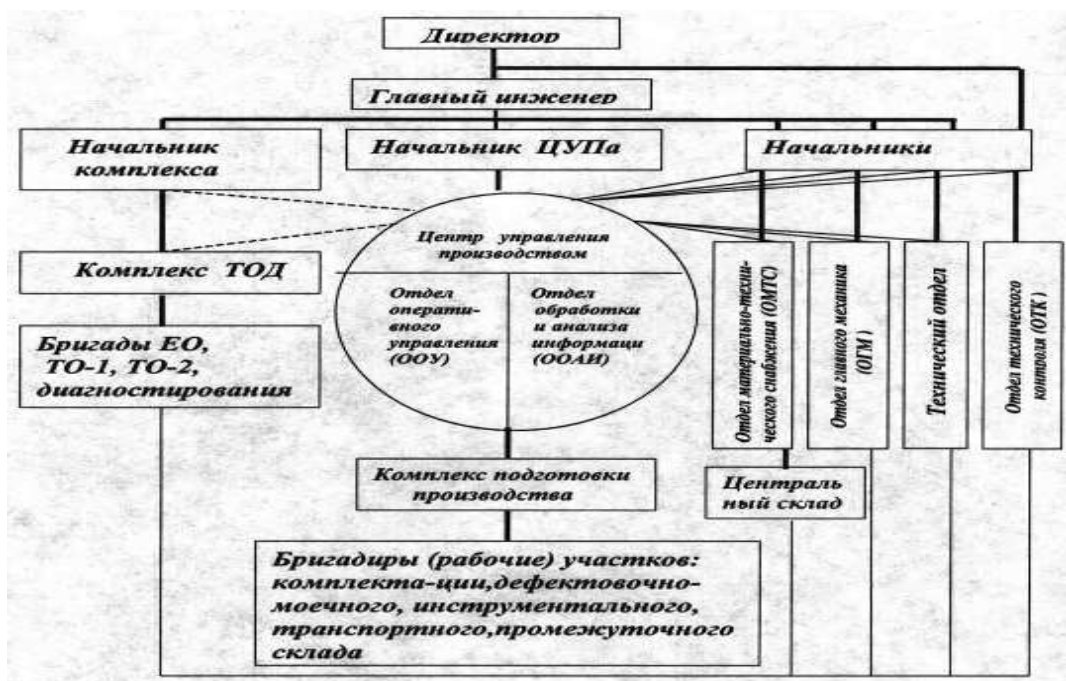 Директор
Главный инженер
Начальник
комплекса
Начальник ЦУПа
Начальники
Центр управления
производством
Отдел
операти-
вного
управления
(ООУ)
Отдел
обработки
и анализа
информаци
(ООАИ)
Комплекс ТОД
Бригады ЕО,
ТО-1, ТО-2,
диагностирования
Отдел материально-техни-
ческого снабжения (ОМТС)
Отдел главного механика
(ОГМ)
Технический отдел
Отдел технического
контроля (ОТК)
Комплекс подготовки
производства
Централь
ный склад
Бригадиры (рабочие) участков:
комплекта-ции,дефектовочно-
моечного, инструментального,
транспортного,промежуточного
склада